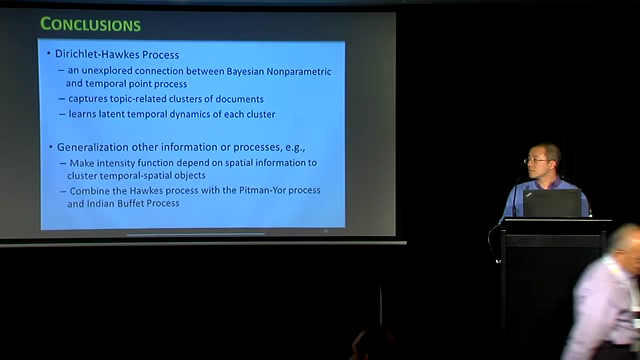 CONCLUSIONS
• Dirichlet-Hawkes Process
– an unexplored connection between Bayesian Nonparametric
and temporal point process
– captures topic-related clusters of documents
– learns latent temporal dynamics of each cluster
• Generalization other information or processes, e.g.,
– Make intensity function depend on spatial information to
cluster temporal-spatial objects
– Combine the Hawkes process with the Pitman-Yor process
and Indian Buffet Process